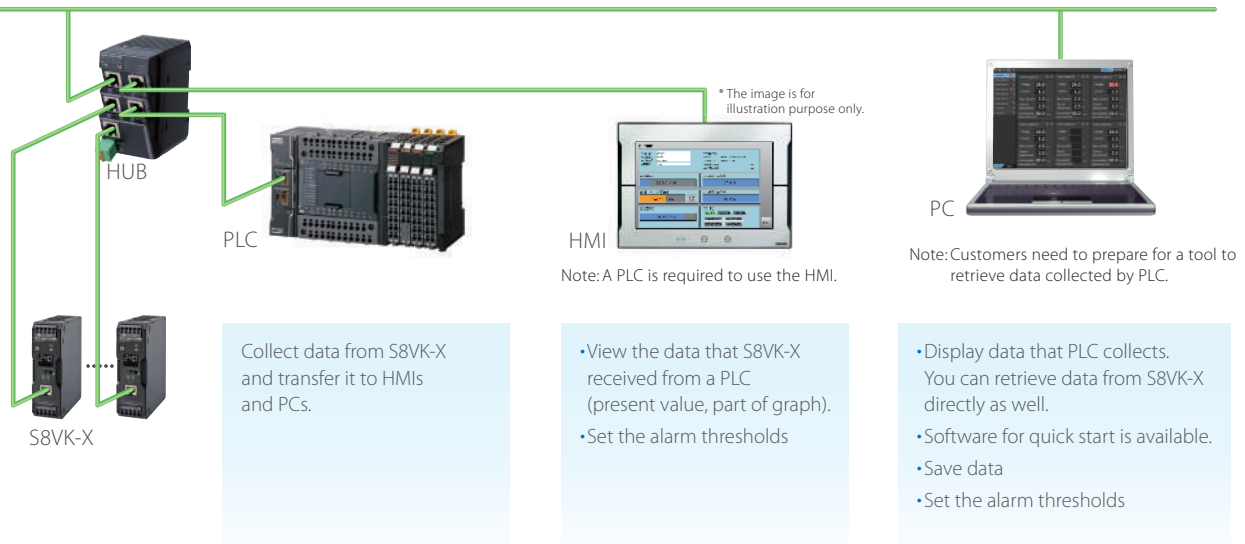 HUB
PLC
* The image is for
illustration purpose only.
HMI
Note: A PLC is required to use the HMI.
PC
Note: Customers need to prepare for a tool to
retrieve data collected by PLC.
S8VK-X
Collect data from S8VK-X
and transfer it to HMIs
and PCs.
・View the data that S8VK-X
received from a PLC
(present value, part of graph).
・Set the alarm thresholds
・Display data that PLC collects.
You can retrieve data from S8VK-X
directly as well.
・Software for quick start is available.
・Save data
・Set the alarm thresholds